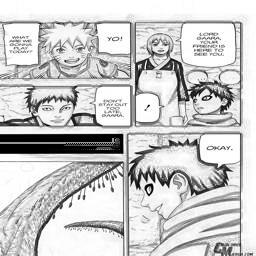 WHAT ARE WE
GONNA
PLAY
TODAY?
YO!
LORD
GAARA,
YOUR
FRIEND IS
HERE TO
SEE YOU.
DON'T
STAY OUT
TOO
LATE,
GAARA.
!
OKAY.